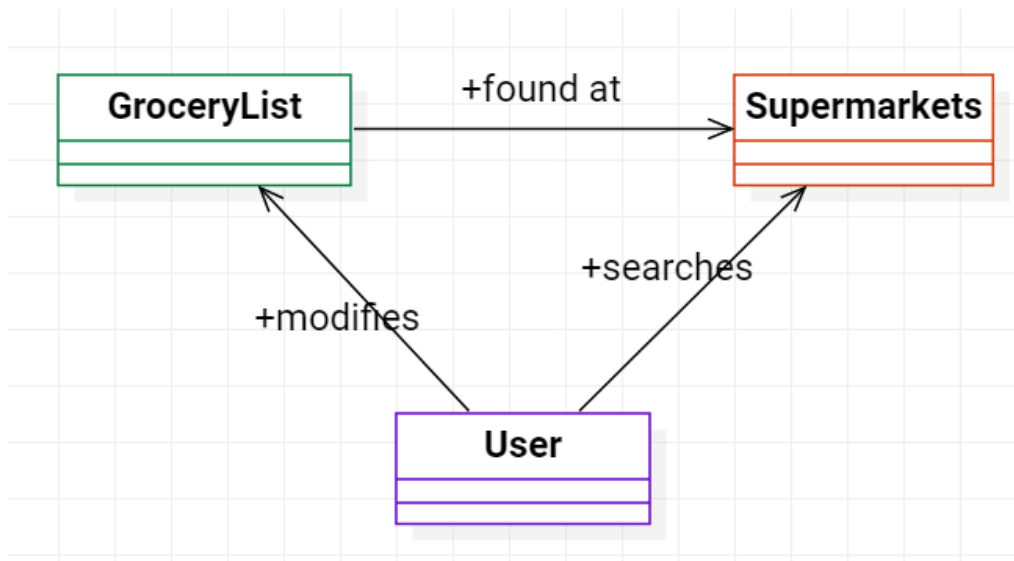 +found at
GroceryList
Supermarkets
+searches
+modifies
User